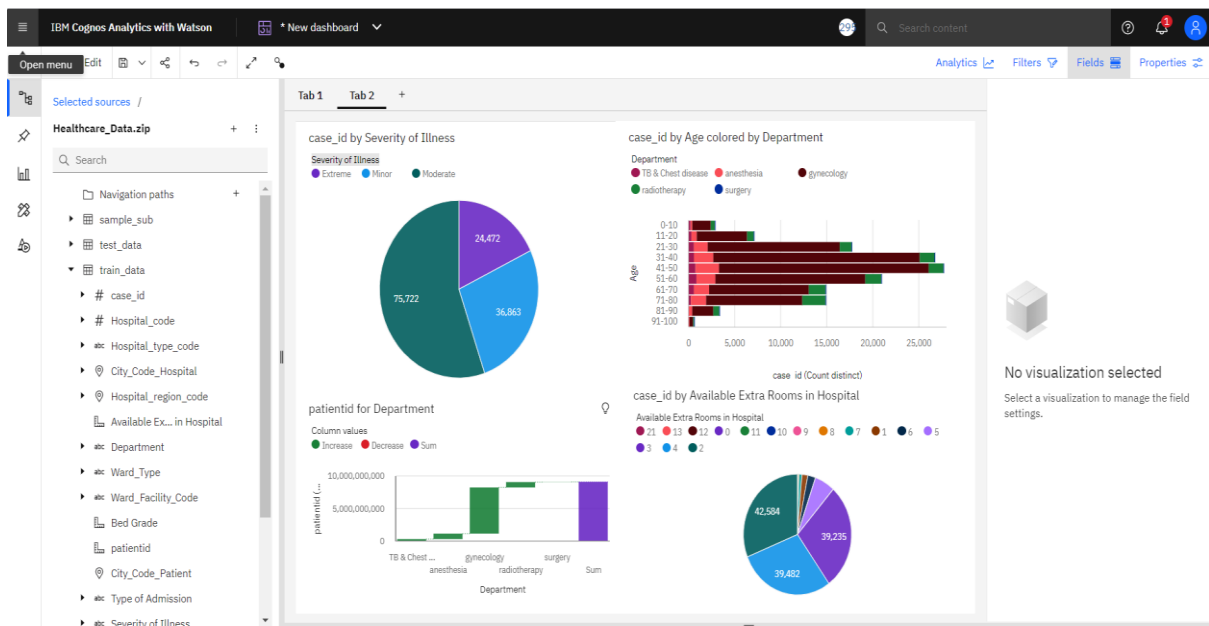 IBM Cognos Analytics with Watson
* New dashboard
293
Search content
1
Open menu
Edit
Analytics
Filters
Fields
Properties
Selected sources /
Healthcare_Data.zip
Search
Navigation paths
sample_sub
test_data
train_data
# case_id
# Hospital_code
abc Hospital_type_code
City_Code_Hospital
Hospital_region_code
Available Ex... in Hospital
abc Department
abc Ward_Type
abc Ward_Facility_Code
Bed Grade
patientid
City_Code_Patient
abc Type of Admission
abc Severity of Illness
Tab 1 Tab 2 +
case_id by Severity of Illness
Severity of Illness
Extreme Minor Moderate
24,472
75,722
36,863
case_id by Age colored by Department
Department
TB & Chest disease anesthesia gynecology
radiotherapy surgery
Age
0-10
11-20
21-30
31-40
41-50
51-60
61-70
71-80
81-90
91-100
0 5,000 10,000 15,000 20,000 25,000
case_id (Count distinct)
patientid for Department
Column values
Increase Decrease Sum
patientid (...
10,000,000,000
5,000,000,000
0
TB & Chest ... gynecology surgery
anesthesia radiotherapy Sum
Department
case_id by Available Extra Rooms in Hospital
Available Extra Rooms in Hospital
21 13 12 0 11 10 9 8 7 1 6 5
3 4 2
42,584
39,235
39,482
No visualization selected
Select a visualization to manage the field
settings.